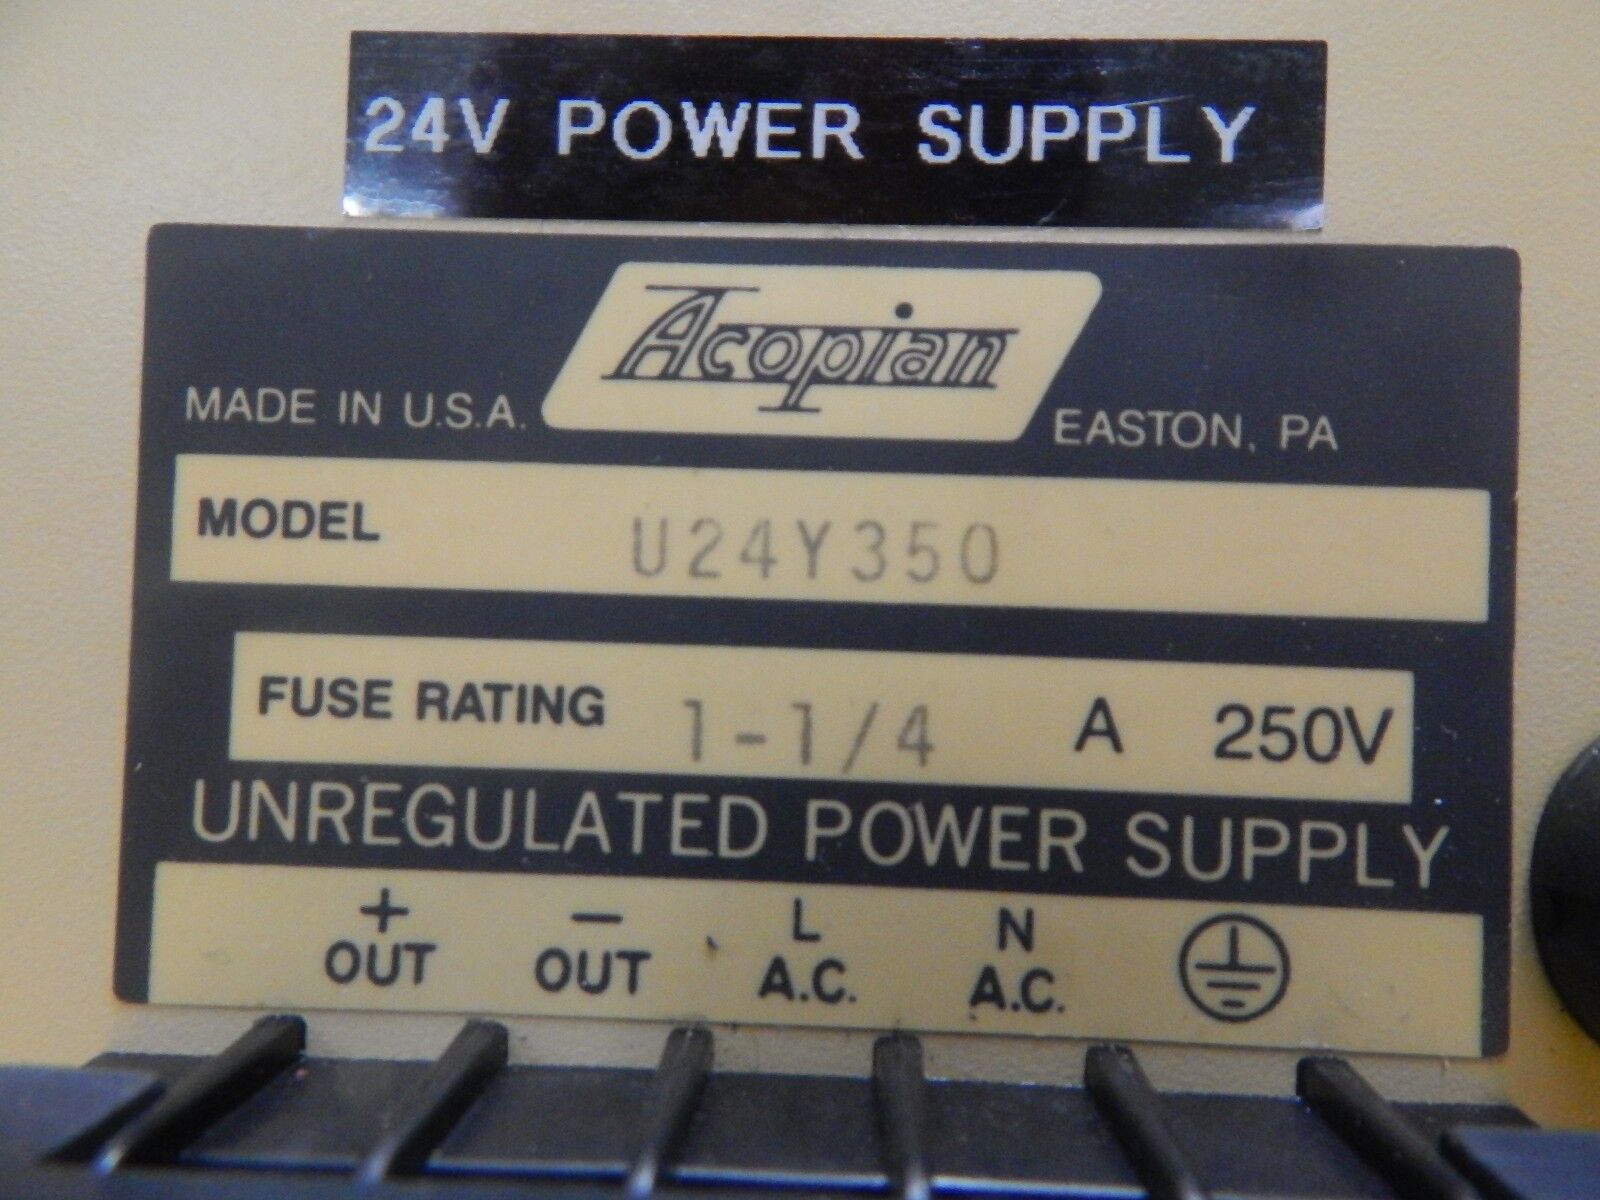 24V POWER SUPPLY
Acopian
MADE IN U.S.A.
EASTON, PA
MODEL U24Y350
FUSE RATING 1-1/4 A 250V
UNREGULATED POWER SUPPLY
+ − L N
OUT OUT A.C. A.C.